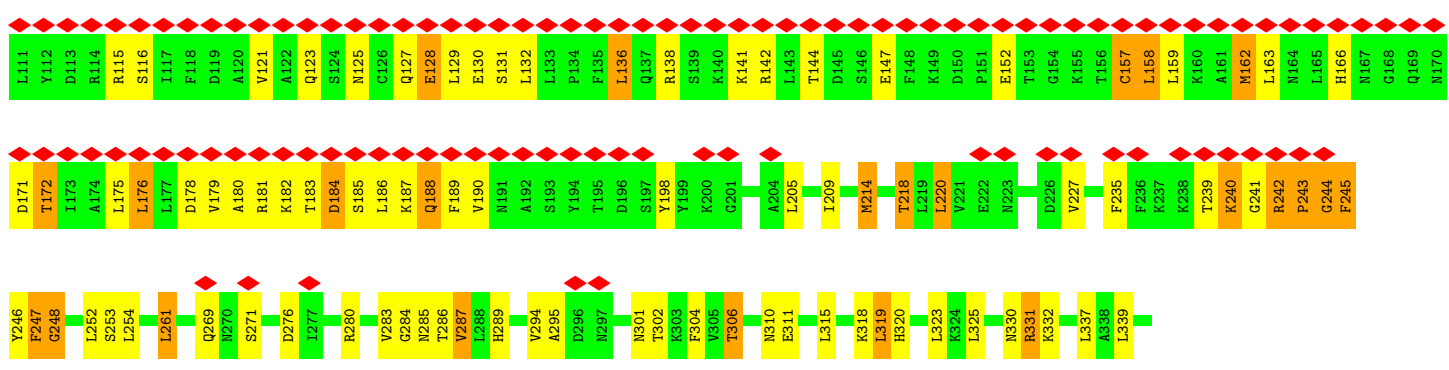 L111 Y112 D113 R114 R115 S116 I117 F118 D119 A120 V121 A122 Q123 S124 N125 C126 Q127 E128 L129 E130 S131 L132 L133 P134 F135 L136 Q137 R138 S139 K140 K141 R142 L143 T144 D145 S146 E147 F148 K149 D150 P151 E152 T153 G154 K155 T156 C157 L158 L159 K160 A161 M162 L163 N164 L165 H166 N167 G168 Q169 N170
D171 T172 I173 A174 L175 L176 L177 D178 V179 A180 R181 K182 T183 D184 S185 L186 K187 Q188 F189 V190 N191 A192 S193 Y194 T195 D196 S197 Y198 Y199 K200 G201 A204 L205 I209 M214 T218 L219 L220 V221 E222 N223 D226 V227 F235 F236 K237 K238 T239 K240 G241 R242 P243 G244 F245
Y246 F247 G248 L252 S253 L254 L261 Q269 N270 S271 D276 I277 R280 V283 G284 N285 T286 V287 L288 H289 V294 A295 D296 N297 N301 T302 K303 F304 V305 T306 N310 E311 L315 K318 L319 H320 L323 K324 L325 N330 R331 K332 L337 A338 L339